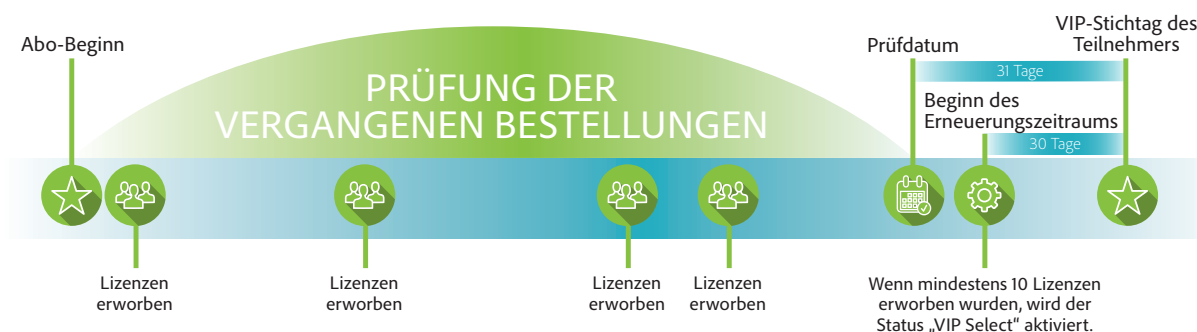 Abo-Beginn
PRÜFUNG DER
VERGANGENEN BESTELLUNGEN
Prüfdatum
VIP-Stichtag des
Teilnehmers
31 Tage
Beginn des
Erneuerungszeitraums
30 Tage
Lizenzen
erworben
Lizenzen
erworben
Lizenzen
erworben
Lizenzen
erworben
Wenn mindestens 10 Lizenzen
erworben wurden, wird der
Status „VIP Select“ aktiviert.